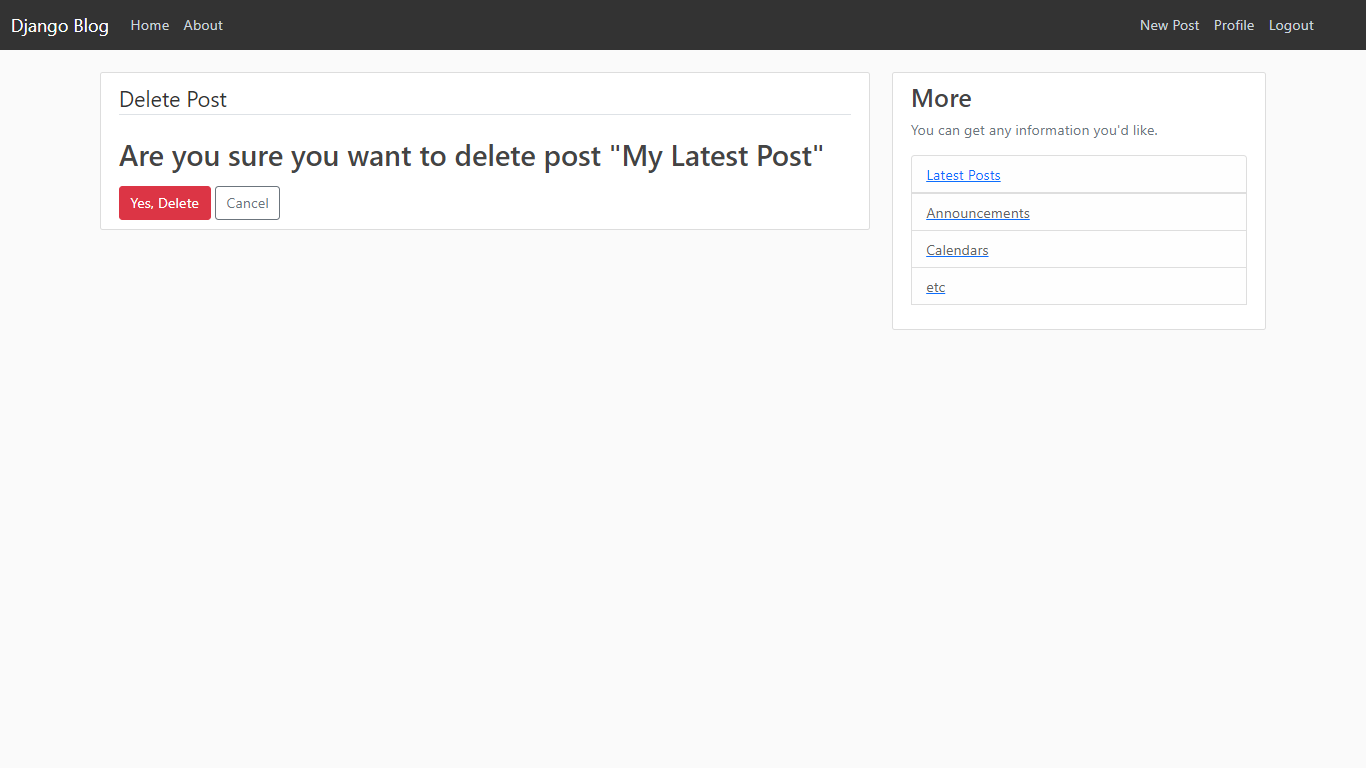 Django Blog Home About New Post Profile Logout
Delete Post
Are you sure you want to delete post "My Latest Post"
Yes, Delete Cancel
More
You can get any information you'd like.
Latest Posts
Announcements
Calendars
etc